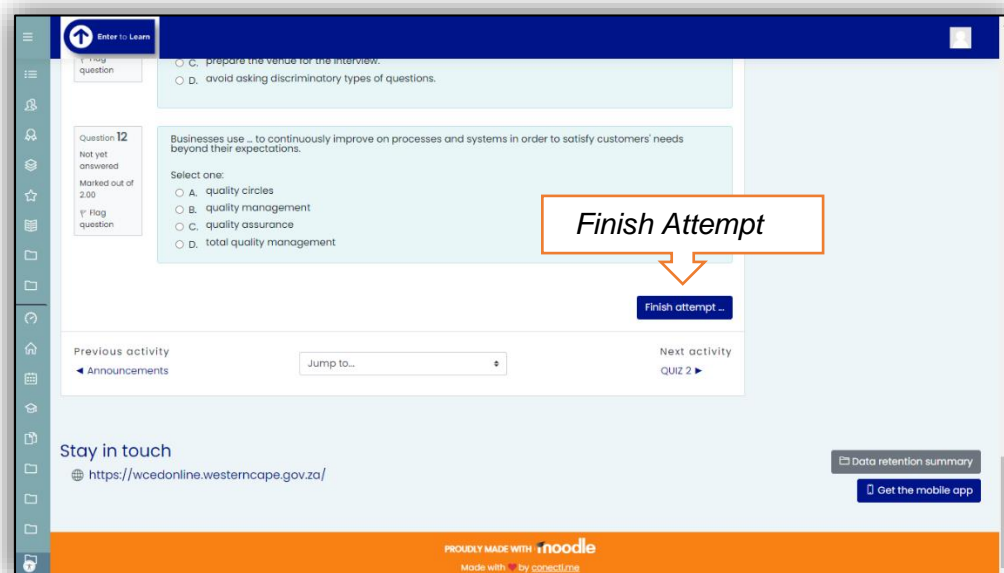 Enter to Learn
Flag
question
C. prepare the venue for the interview.
D. avoid asking discriminatory types of questions.
Question 12
Not yet
answered
Marked out of
2.00
Flag
question
Businesses use ... to continuously improve on processes and systems in order to satisfy customers' needs
beyond their expectations.
Select one:
A. quality circles
B. quality management
C. quality assurance
D. total quality management
Finish Attempt
Finish attempt ...
Previous activity
◄ Announcements
Jump to...
Next activity
QUIZ 2 ►
Stay in touch
https://wcedonline.westerncape.gov.za/
Data retention summary
Get the mobile app
PROUDLY MADE WITH moodle
Made with ♥ by conecti.me